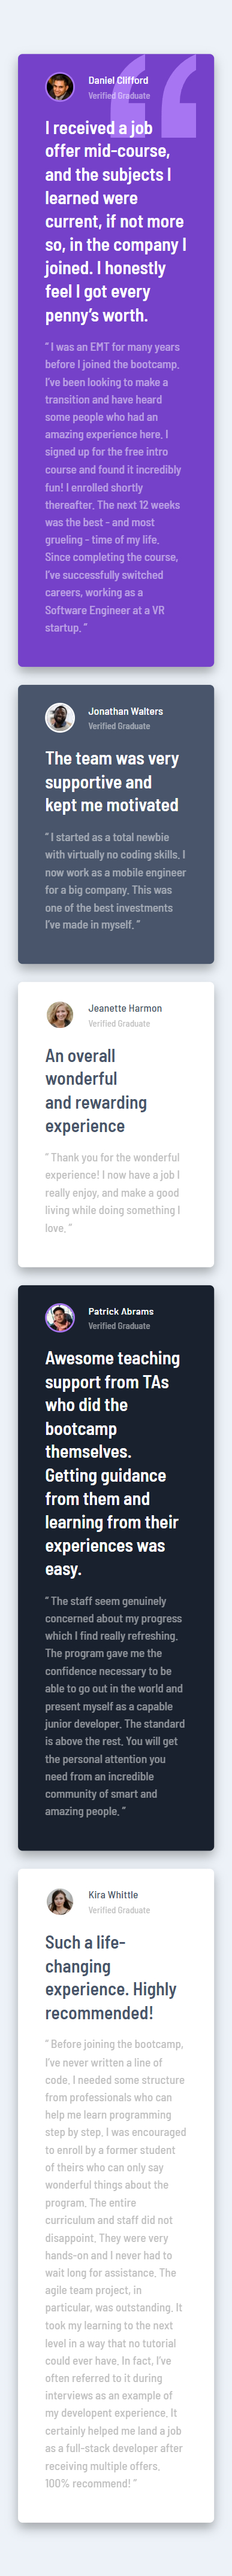 Daniel Clifford
Verified Graduate
I received a job
offer mid-course,
and the subjects I
learned were
current, if not more
so, in the company I
joined. I honestly
feel I got every
penny’s worth.
“ I was an EMT for many years
before I joined the bootcamp.
I’ve been looking to make a
transition and have heard
some people who had an
amazing experience here. I
signed up for the free intro
course and found it incredibly
fun! I enrolled shortly
thereafter. The next 12 weeks
was the best - and most
grueling - time of my life.
Since completing the course,
I’ve successfully switched
careers, working as a
Software Engineer at a VR
startup. ”
Jonathan Walters
Verified Graduate
The team was very
supportive and
kept me motivated
“ I started as a total newbie
with virtually no coding skills. I
now work as a mobile engineer
for a big company. This was
one of the best investments
I’ve made in myself. ”
Jeanette Harmon
Verified Graduate
An overall
wonderful
and rewarding
experience
“ Thank you for the wonderful
experience! I now have a job I
really enjoy, and make a good
living while doing something I
love. ”
Patrick Abrams
Verified Graduate
Awesome teaching
support from TAs
who did the
bootcamp
themselves.
Getting guidance
from them and
learning from their
experiences was
easy.
“ The staff seem genuinely
concerned about my progress
which I find really refreshing.
The program gave me the
confidence necessary to be
able to go out in the world and
present myself as a capable
junior developer. The standard
is above the rest. You will get
the personal attention you
need from an incredible
community of smart and
amazing people. ”
Kira Whittle
Verified Graduate
Such a life-
changing
experience. Highly
recommended!
“ Before joining the bootcamp,
I’ve never written a line of
code. I needed some structure
from professionals who can
help me learn programming
step by step. I was encouraged
to enroll by a former student
of theirs who can only say
wonderful things about the
program. The entire
curriculum and staff did not
disappoint. They were very
hands-on and I never had to
wait long for assistance. The
agile team project, in
particular, was outstanding. It
took my learning to the next
level in a way that no tutorial
could ever have. In fact, I’ve
often referred to it during
interviews as an example of
my developent experience. It
certainly helped me land a job
as a full-stack developer after
receiving multiple offers.
100% recommend! ”